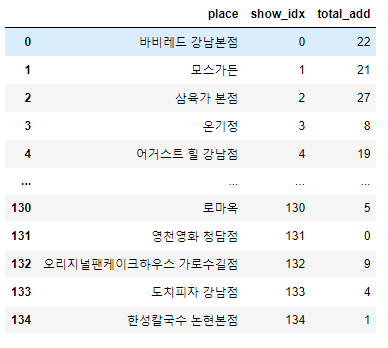 place show_idx total_add
0 바비레드 강남본점 0 22
1 모스가든 1 21
2 삼육가 본점 2 27
3 온기정 3 8
4 어거스트 힐 강남점 4 19
... ... ... ...
130 로마옥 130 5
131 영천영화 청담점 131 0
132 오리지널팬케이크하우스 가로수길점 132 9
133 도치피자 강남점 133 4
134 한성칼국수 논현본점 134 1